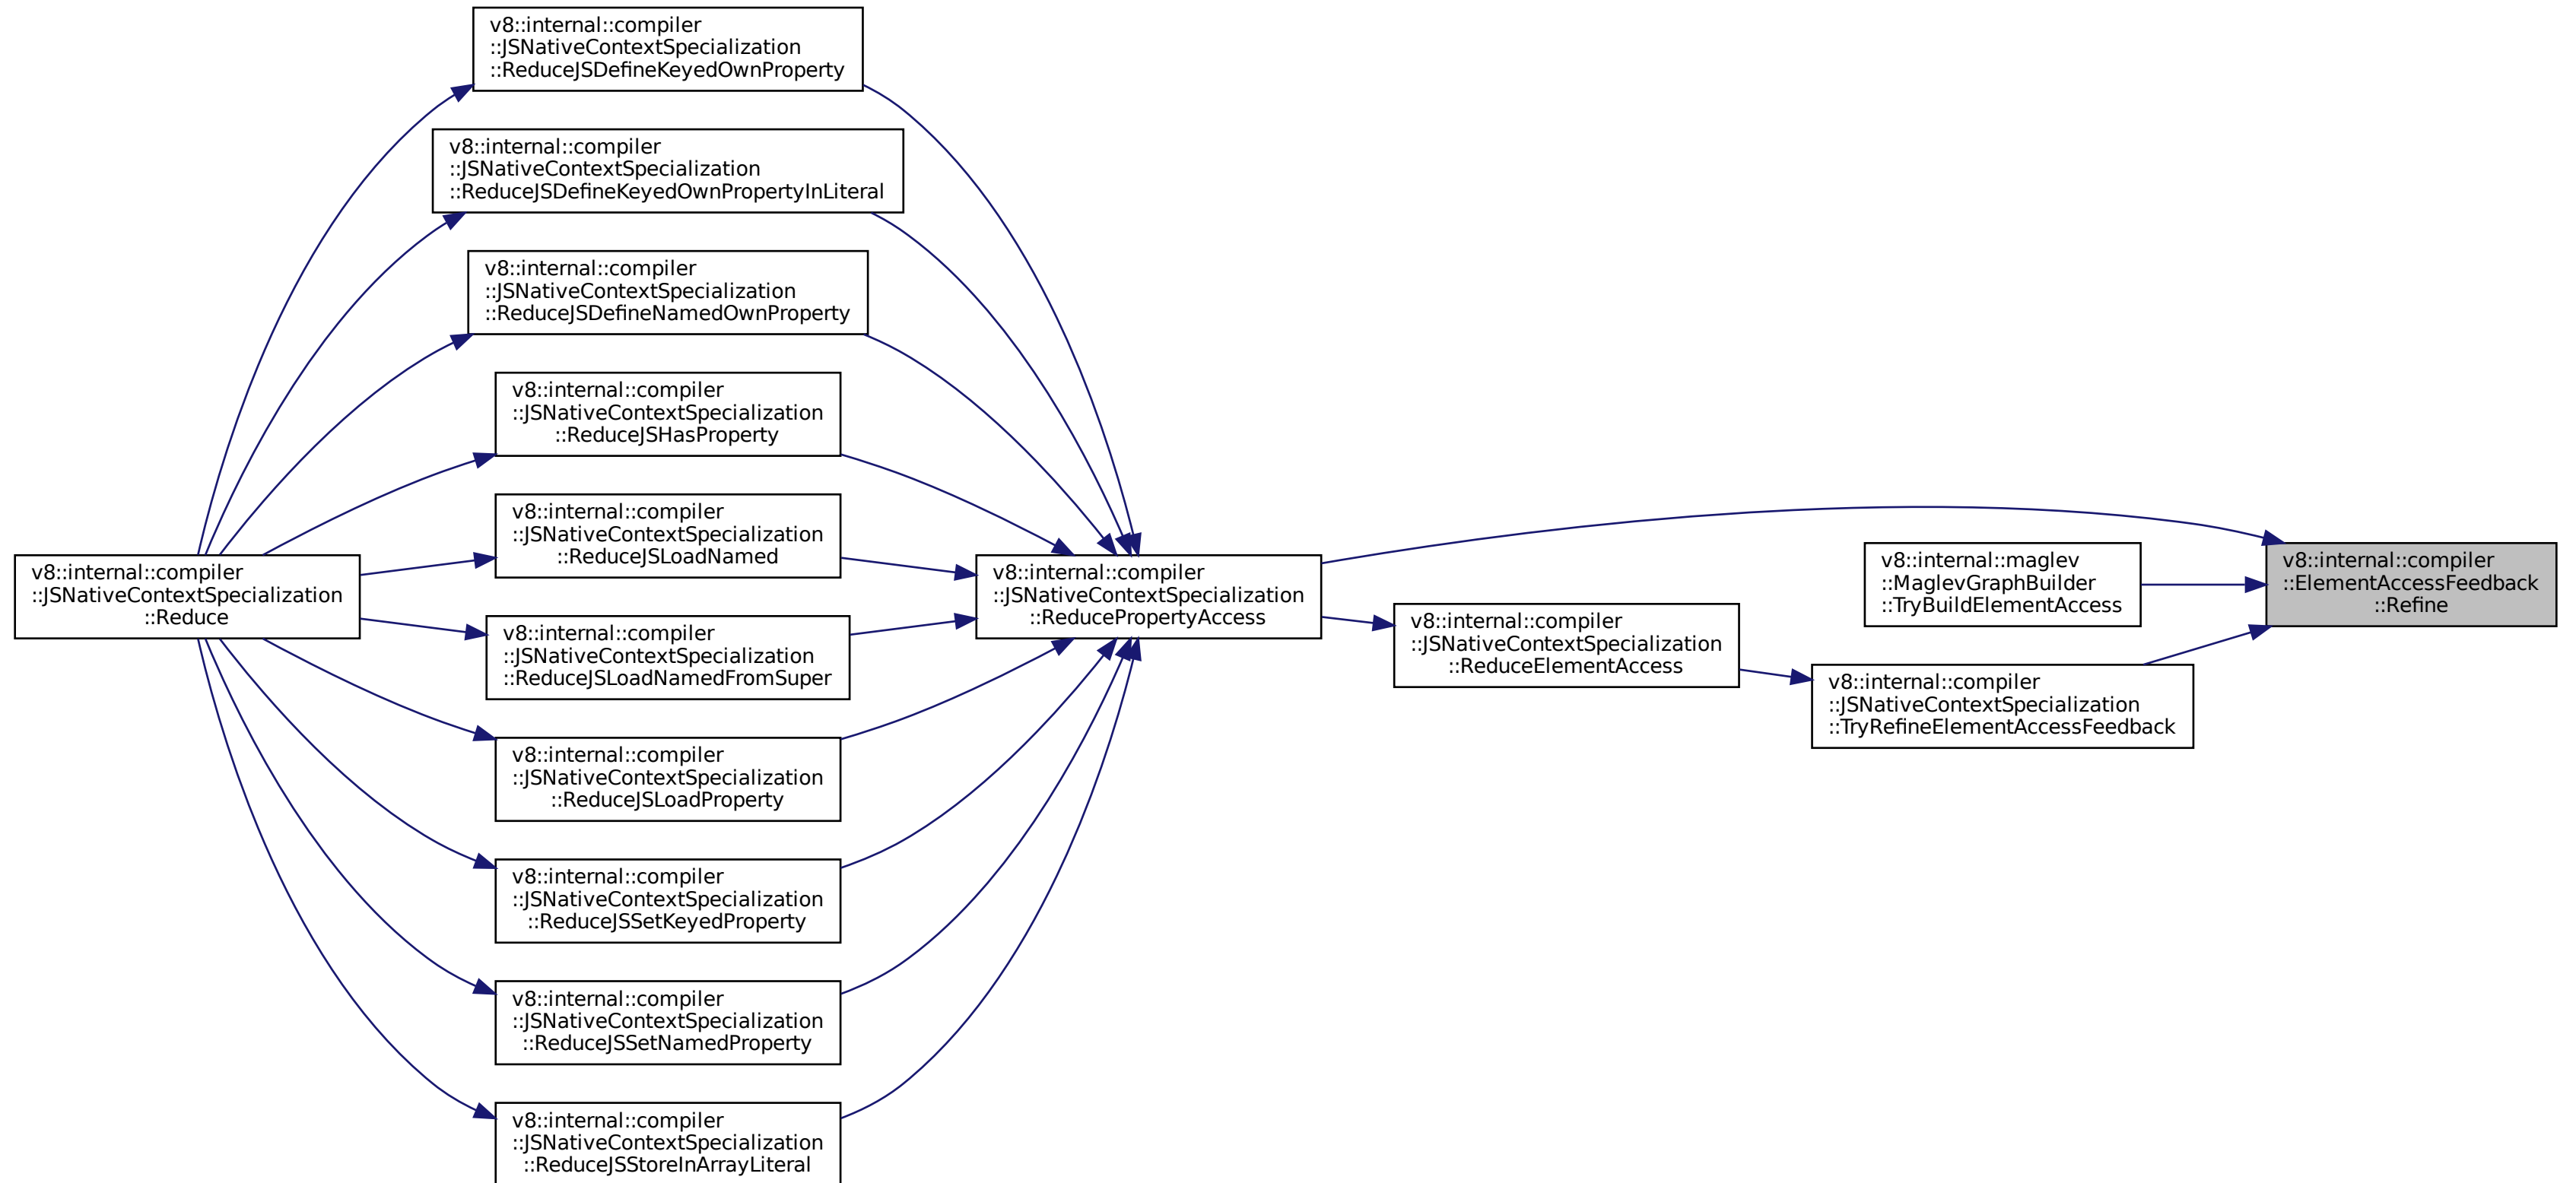 v8::internal::compiler
::JSNativeContextSpecialization
::ReduceJSDefineKeyedOwnProperty
v8::internal::compiler
::JSNativeContextSpecialization
::ReduceJSDefineKeyedOwnPropertyInLiteral
v8::internal::compiler
::JSNativeContextSpecialization
::ReduceJSDefineNamedOwnProperty
v8::internal::compiler
::JSNativeContextSpecialization
::ReduceJSHasProperty
v8::internal::compiler
::JSNativeContextSpecialization
::ReduceJSLoadNamed
v8::internal::compiler
::JSNativeContextSpecialization
::Reduce
v8::internal::compiler
::JSNativeContextSpecialization
::ReduceJSLoadNamedFromSuper
v8::internal::compiler
::JSNativeContextSpecialization
::ReduceJSLoadProperty
v8::internal::compiler
::JSNativeContextSpecialization
::ReduceJSSetKeyedProperty
v8::internal::compiler
::JSNativeContextSpecialization
::ReduceJSSetNamedProperty
v8::internal::compiler
::JSNativeContextSpecialization
::ReduceJSStoreInArrayLiteral
v8::internal::compiler
::JSNativeContextSpecialization
::ReducePropertyAccess
v8::internal::compiler
::JSNativeContextSpecialization
::ReduceElementAccess
v8::internal::maglev
::MaglevGraphBuilder
::TryBuildElementAccess
v8::internal::compiler
::JSNativeContextSpecialization
::TryRefineElementAccessFeedback
v8::internal::compiler
::ElementAccessFeedback
::Refine